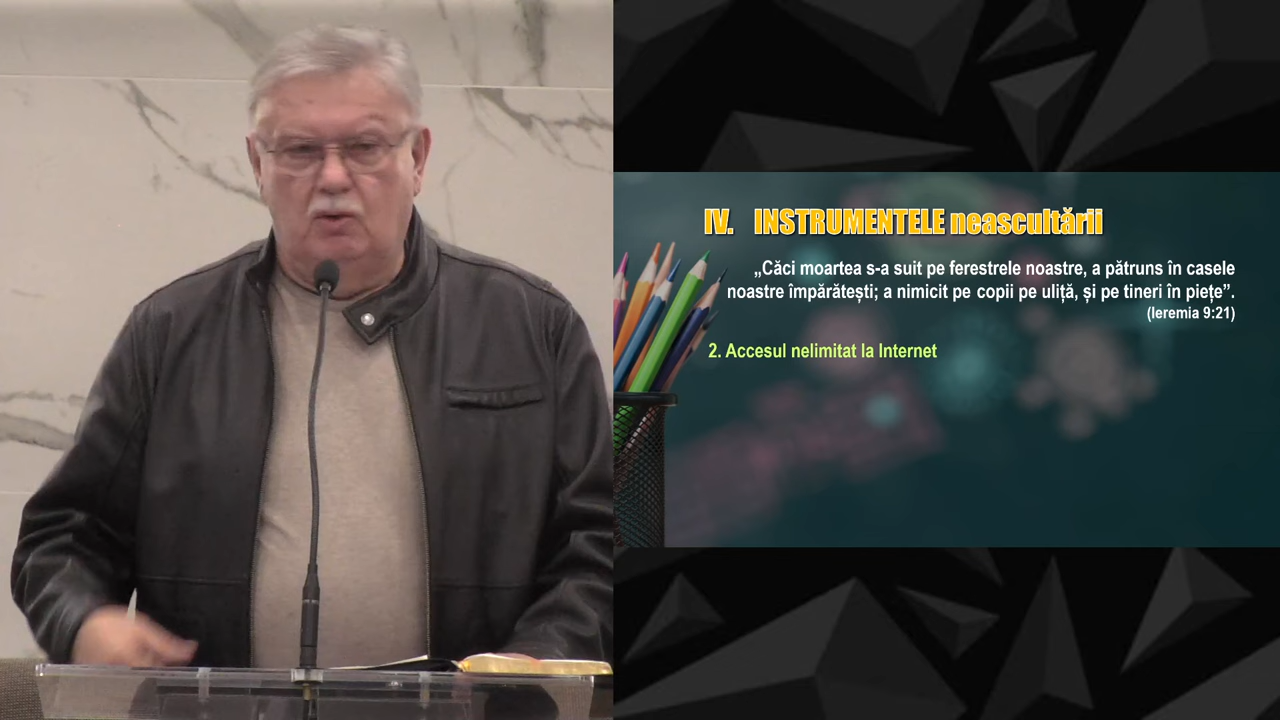 IV. INSTRUMENTELE neascultării
„Căci moartea s-a suit pe ferestrele noastre, a pătruns în casele
noastre împărătești; a nimicit pe copii pe uliță, și pe tineri în piețe”.
(Ieremia 9:21)
2. Accesul nelimitat la Internet